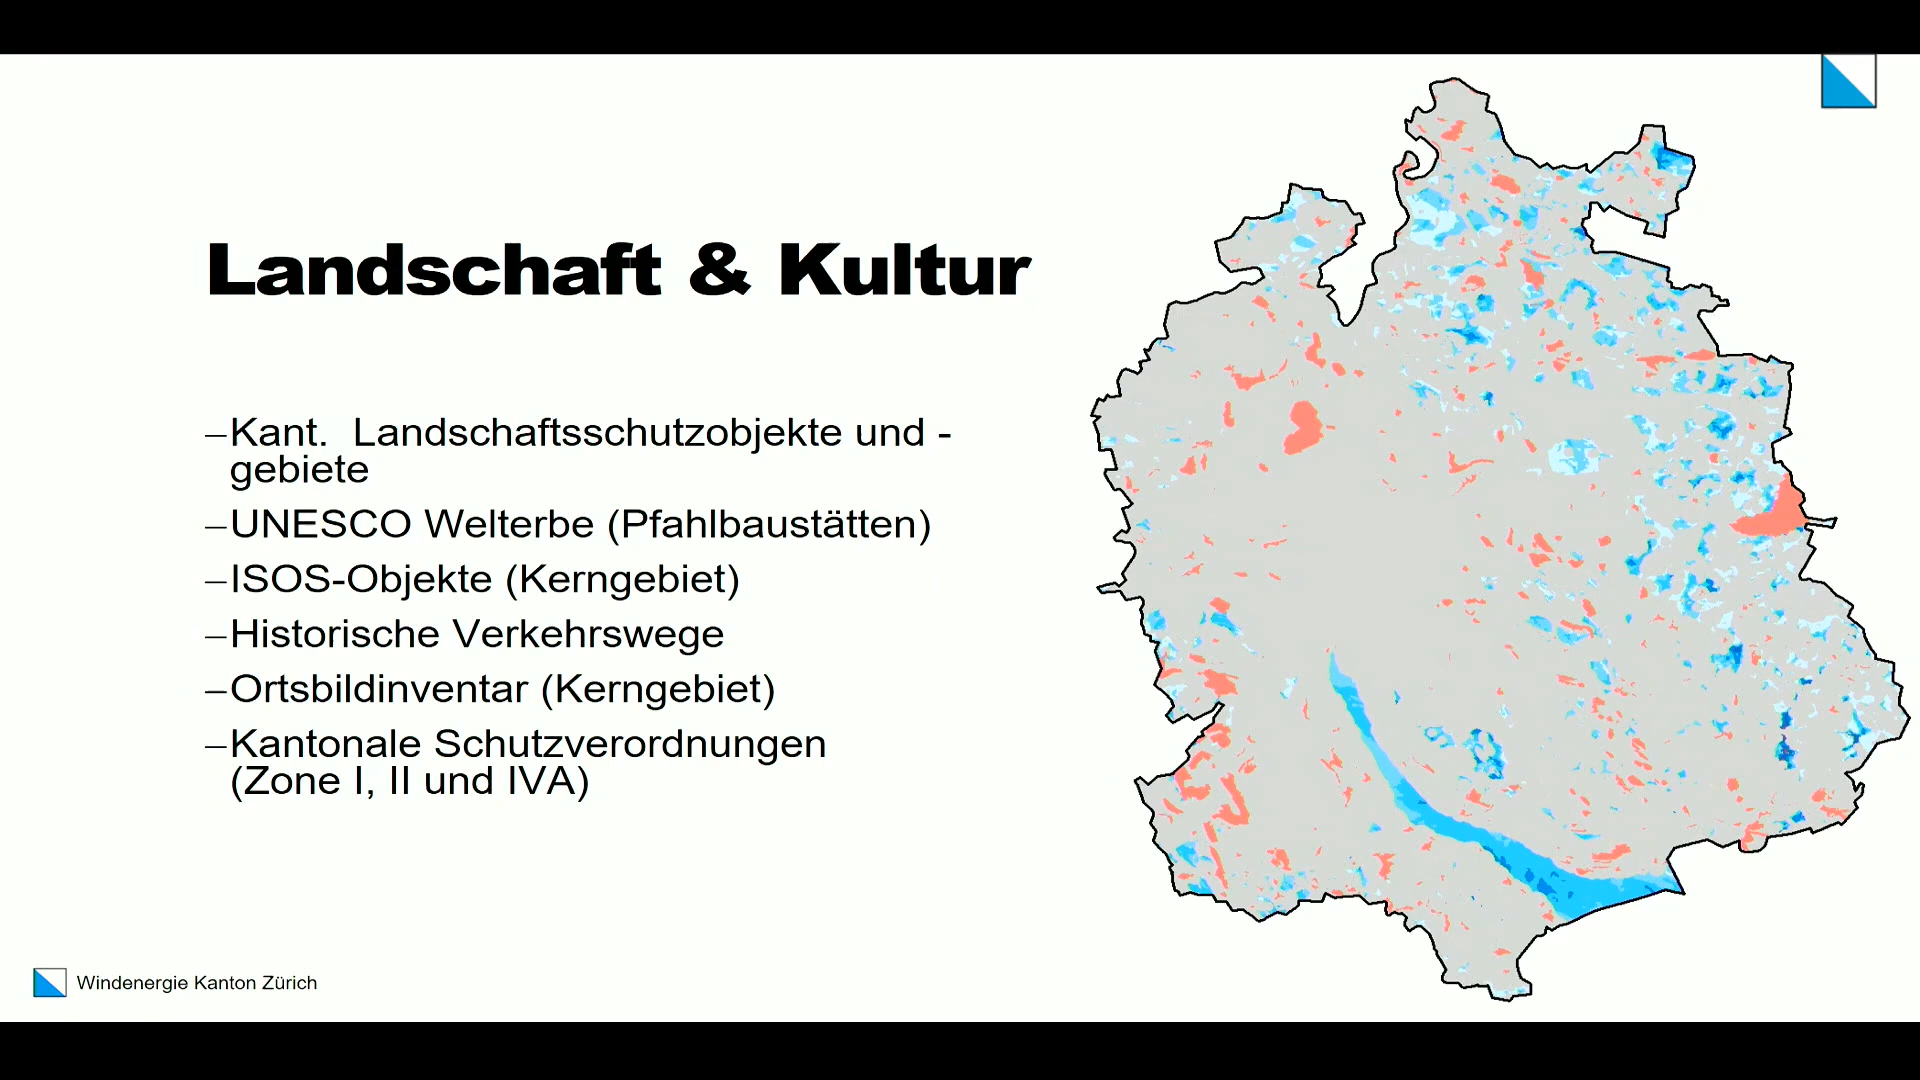 Landschaft & Kultur
–Kant.  Landschaftsschutzobjekte und -
gebiete
–UNESCO Welterbe (Pfahlbaustätten)
–ISOS-Objekte (Kerngebiet)
–Historische Verkehrswege
–Ortsbildinventar (Kerngebiet)
–Kantonale Schutzverordnungen
(Zone I, II und IVA)
Windenergie Kanton Zürich